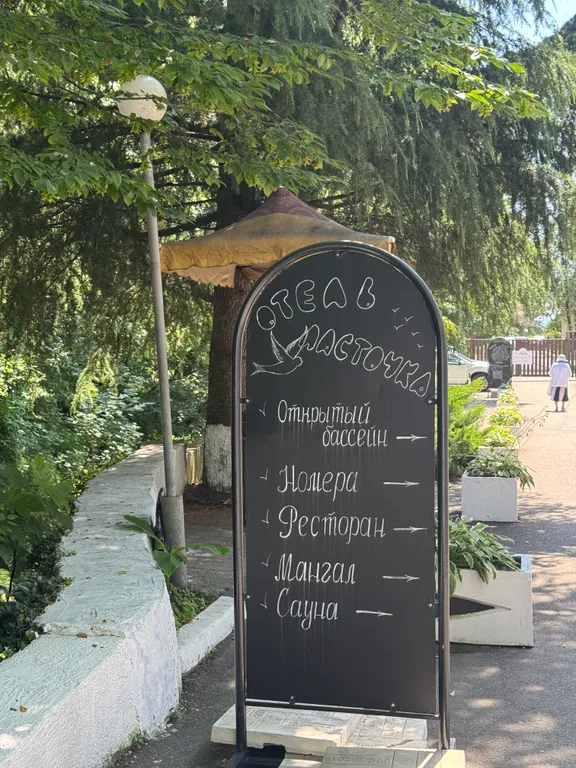 ОТЕЛЬ
ЛАСТОЧКА
✓ Открытый
бассейн →
✓ Номера →
✓ Ресторан →
✓ Мангал →
✓ Сауна →